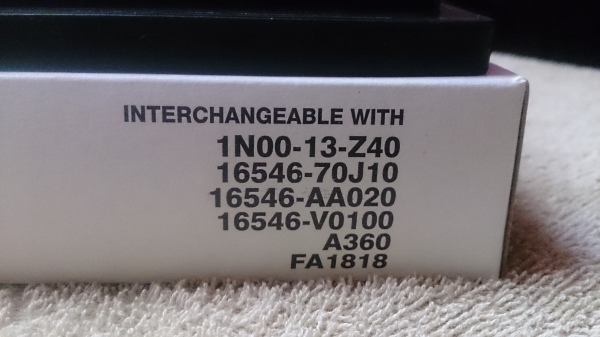 INTERCHANGEABLE WITH
1N00-13-Z40
16546-70J10
16546-AA020
16546-V0100
A360
FA1818